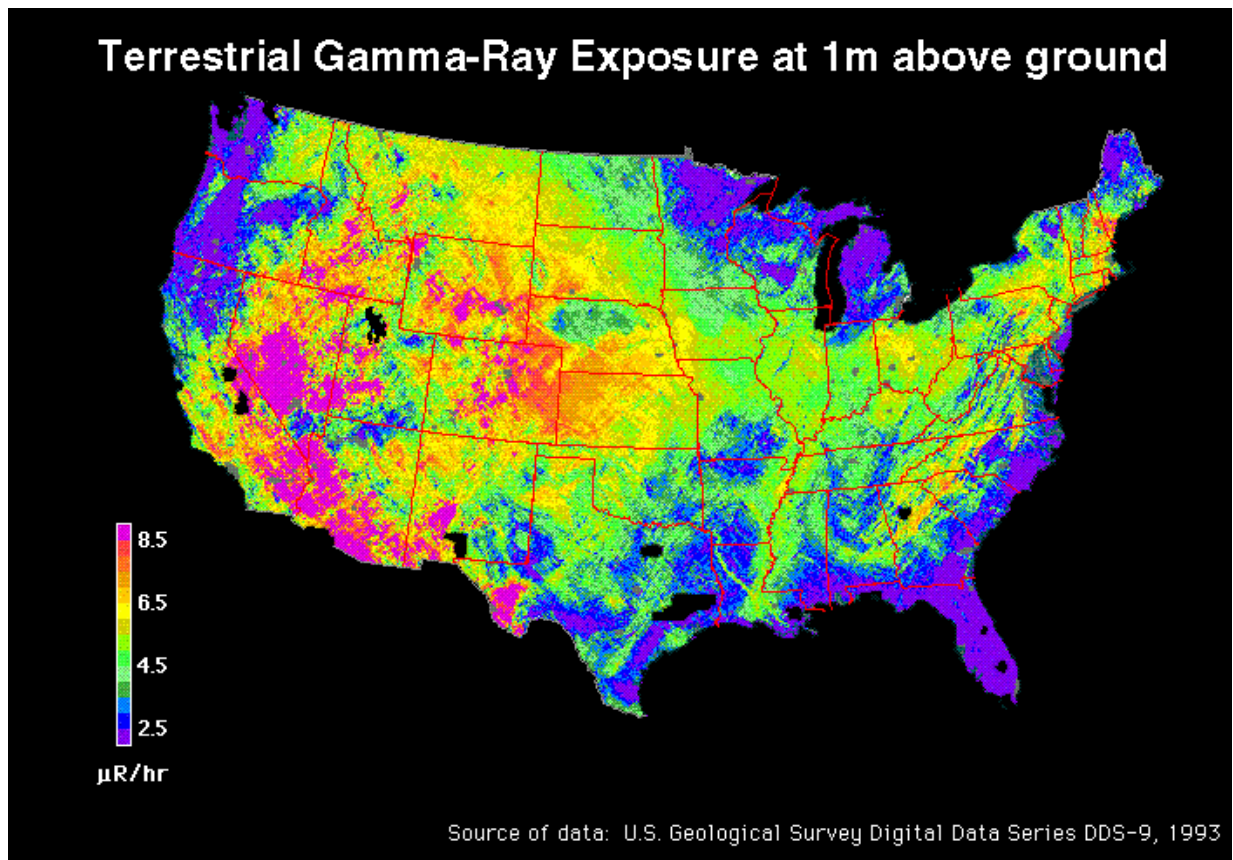 Terrestrial Gamma-Ray Exposure at 1m above ground
8.5
6.5
4.5
2.5
µR/hr
Source of data: U.S. Geological Survey Digital Data Series DDS-9, 1993